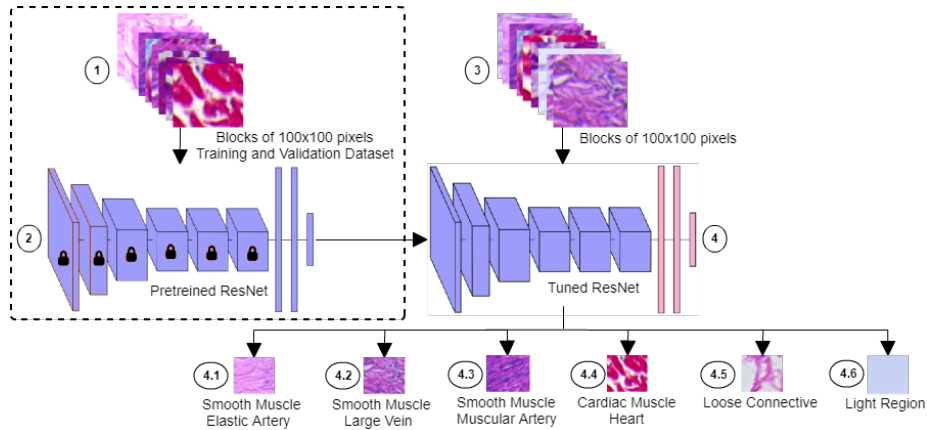 1
3
Blocks of 100x100 pixels
Training and Validation Dataset
Blocks of 100x100 pixels
2
4
Pretreined ResNet
Tuned ResNet
4.1
4.2
4.3
4.4
4.5
4.6
Smooth Muscle
Elastic Artery
Smooth Muscle
Large Vein
Smooth Muscle
Muscular Artery
Cardiac Muscle
Heart
Loose Connective
Light Region